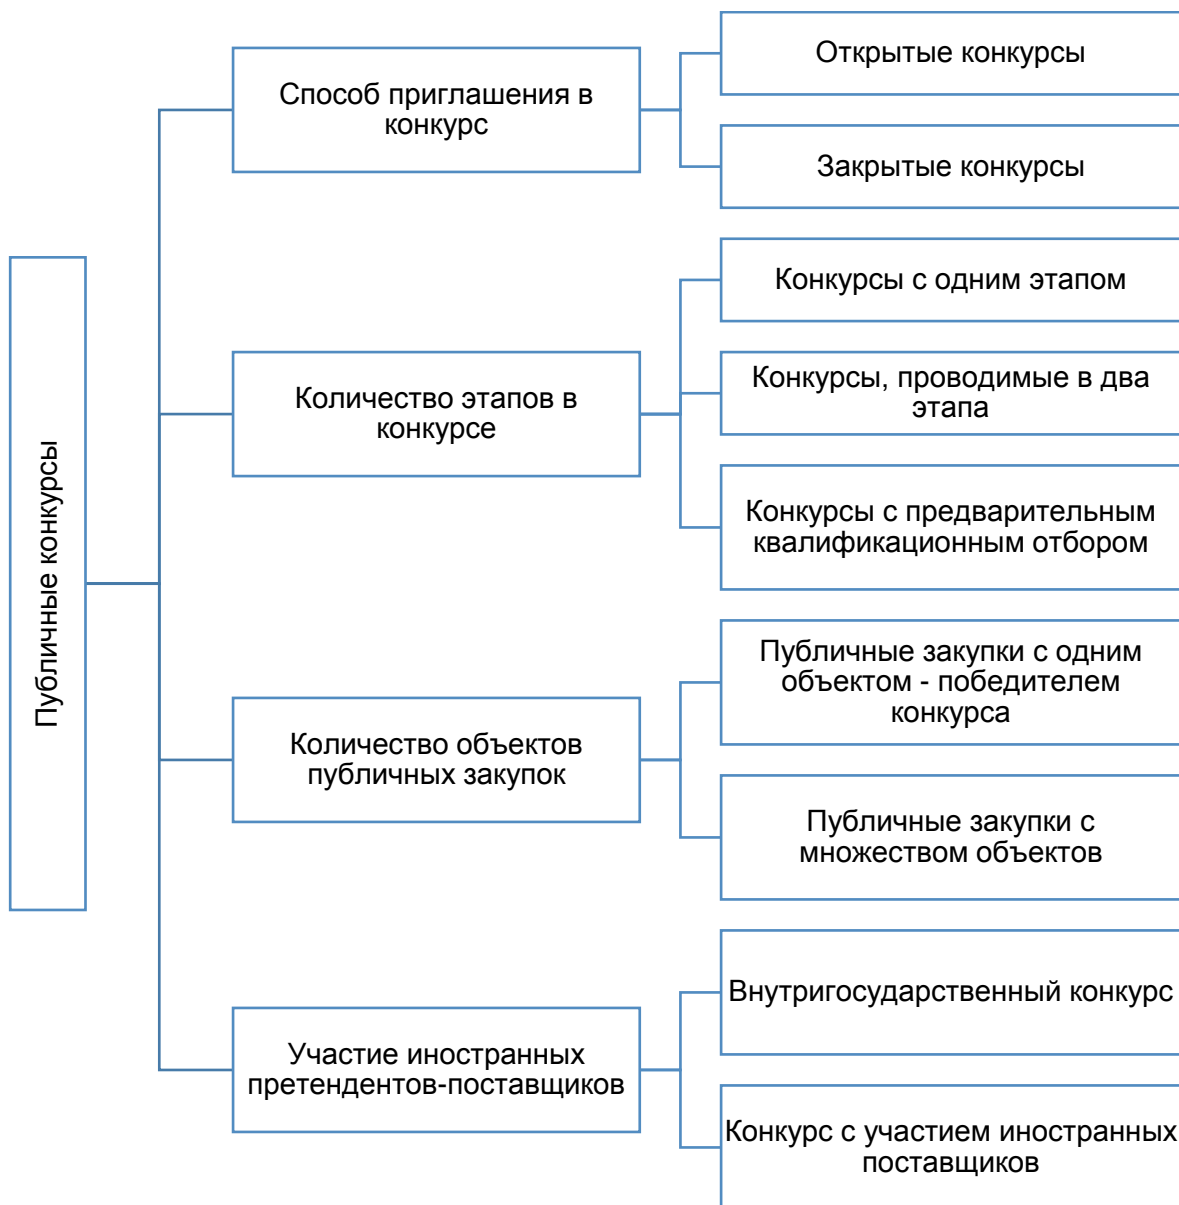 Публичные конкурсы
Способ приглашения в
конкурс
Открытые конкурсы
Закрытые конкурсы
Количество этапов в
конкурсе
Конкурсы с одним этапом
Конкурсы, проводимые в два
этапа
Конкурсы с предварительным
квалификационным отбором
Количество объектов
публичных закупок
Публичные закупки с одним
объектом - победителем
конкурса
Публичные закупки с
множеством объектов
Участие иностранных
претендентов-поставщиков
Внутригосударственный конкурс
Конкурс с участием иностранных
поставщиков